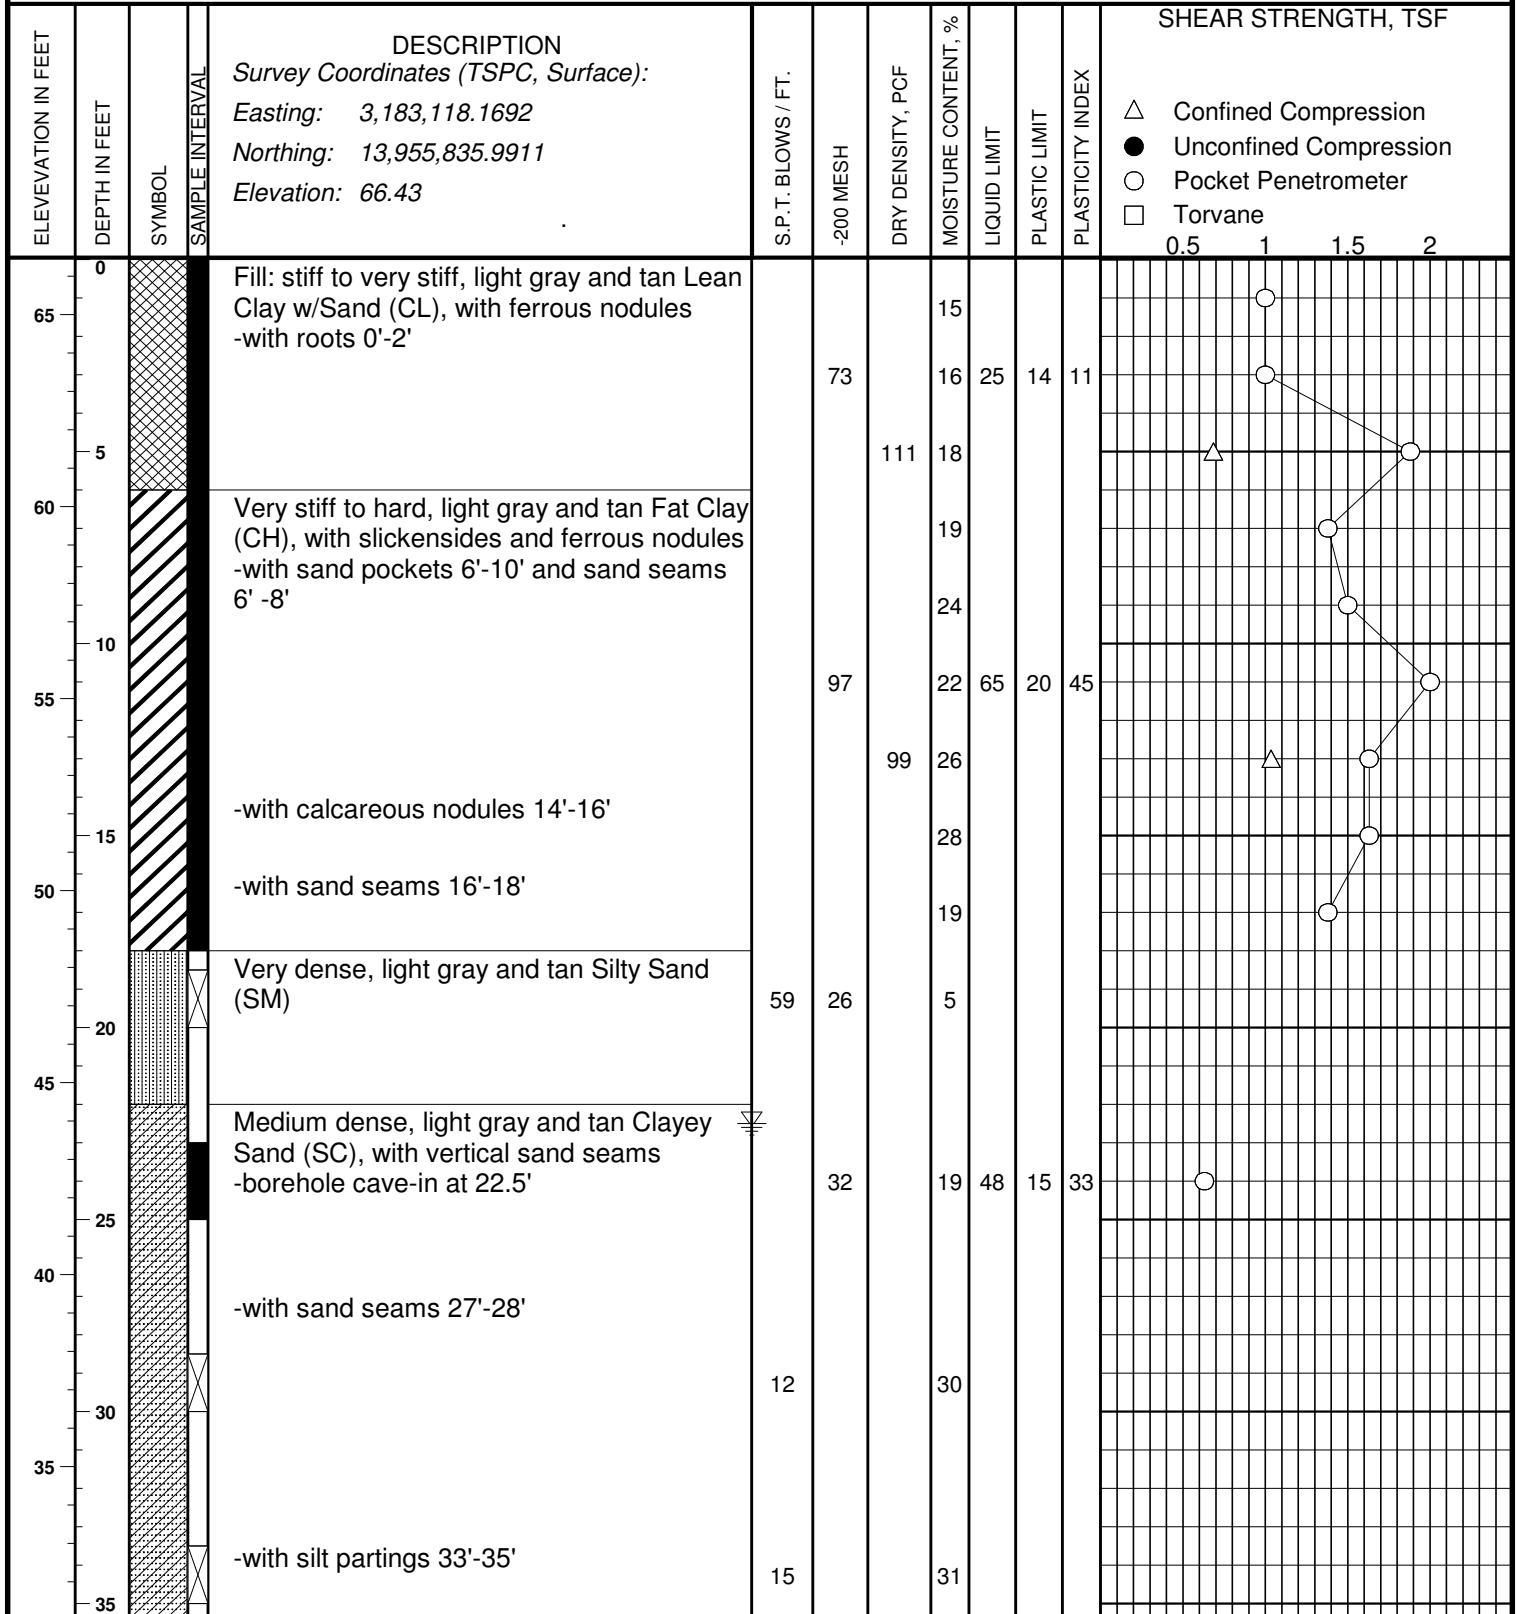 ELEVEVATION IN FEET
DEPTH IN FEET
SYMBOL
SAMPLE INTERVAL
DESCRIPTION
Survey Coordinates (TSPC, Surface):
Easting: 3,183,118.1692
Northing: 13,955,835.9911
Elevation: 66.43
.
S.P.T. BLOWS / FT.
-200 MESH
DRY DENSITY, PCF
MOISTURE CONTENT, %
LIQUID LIMIT
PLASTIC LIMIT
PLASTICITY INDEX
SHEAR STRENGTH, TSF
Confined Compression
Unconfined Compression
Pocket Penetrometer
Torvane
0.5 1 1.5 2
0
Fill: stiff to very stiff, light gray and tan Lean
Clay w/Sand (CL), with ferrous nodules
-with roots 0'-2'
65
15
73 16 25 14 11
5
111 18
60
Very stiff to hard, light gray and tan Fat Clay
(CH), with slickensides and ferrous nodules
-with sand pockets 6'-10' and sand seams
6' -8'
19
24
10
55
97 22 65 20 45
99 26
-with calcareous nodules 14'-16'
15
28
50
-with sand seams 16'-18'
19
Very dense, light gray and tan Silty Sand
(SM)
59 26 5
20
45
Medium dense, light gray and tan Clayey
Sand (SC), with vertical sand seams
-borehole cave-in at 22.5'
32 19 48 15 33
25
40
-with sand seams 27'-28'
12 30
30
35
-with silt partings 33'-35'
15 31
35